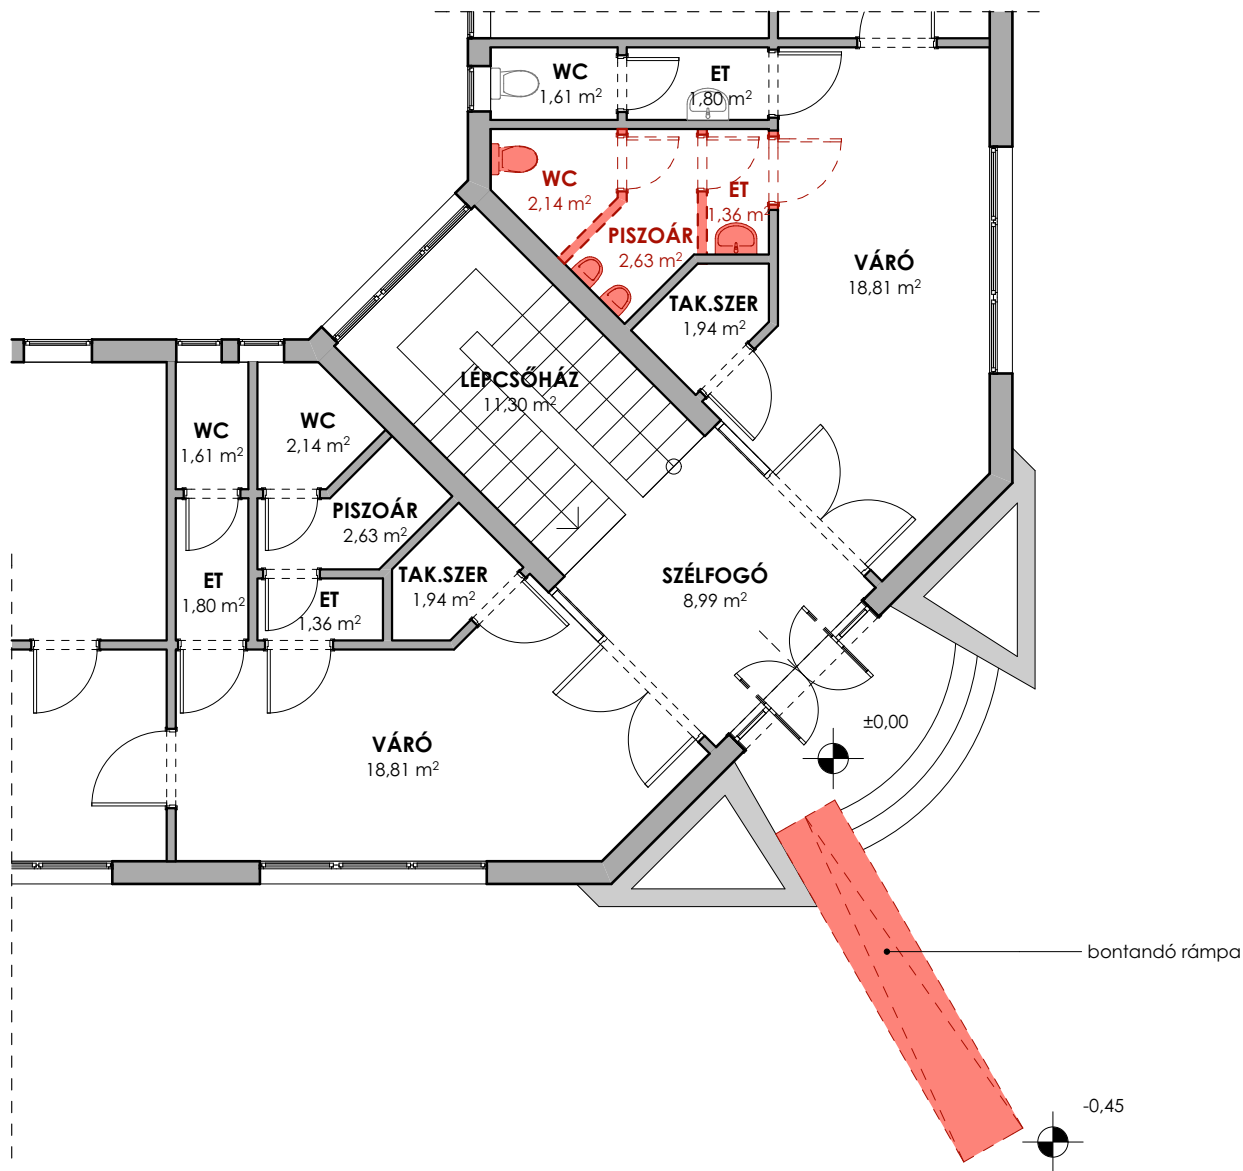 WC
1,61 m²
ET
1,80 m²
WC
2,14 m²
ET
1,36 m²
PISZOÁR
2,63 m²
VÁRÓ
18,81 m²
TAK.SZER
1,94 m²
LÉPCSŐHÁZ
11,30 m²
WC
1,61 m²
WC
2,14 m²
PISZOÁR
2,63 m²
ET
1,80 m²
ET
1,36 m²
TAK.SZER
1,94 m²
SZÉLFOGÓ
8,99 m²
VÁRÓ
18,81 m²
±0,00
bontandó rámpa
-0,45